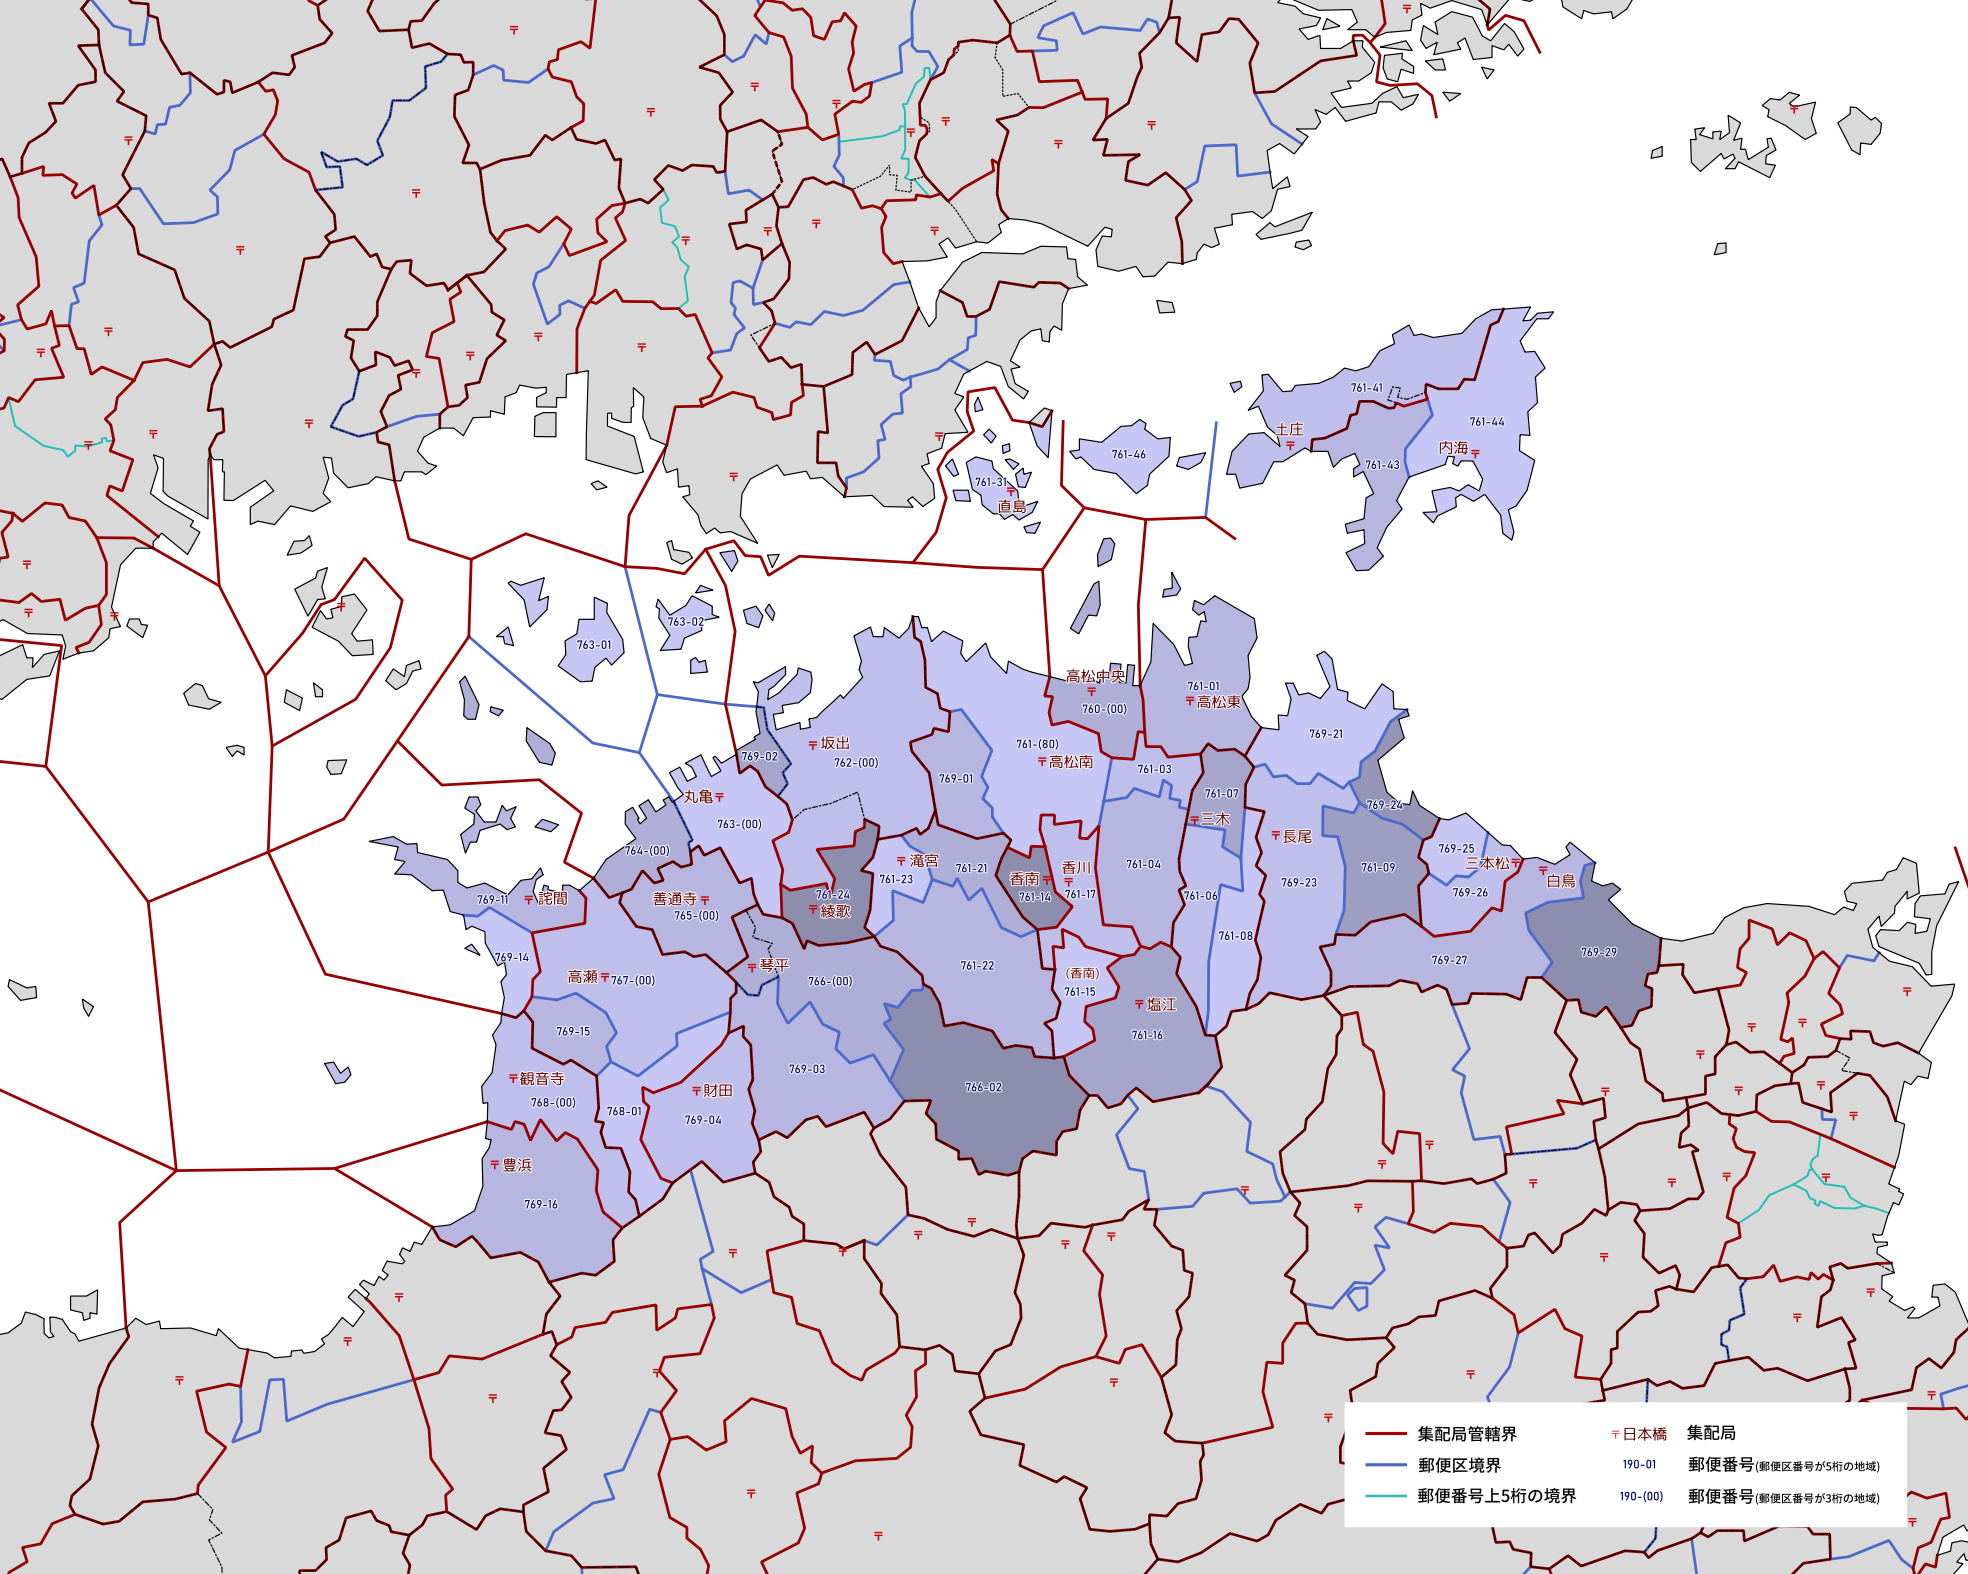 761-41
761-44
土庄〒
内海〒
761-43
761-46
761-31
〒
直島
763-02
763-01
高松中央
〒
760-(00)
761-01
〒高松東
769-21
坂出
〒
762-(00)
761-(80)
〒高松南
769-02
761-03
769-01
761-07
丸亀〒
763-(00)
769-24
〒三木
〒長尾
764-(00)
769-25
三本松〒
〒白鳥
〒滝宮
761-21
761-23
香川
〒
761-04
761-09
香南〒
761-14
761-17
769-23
769-26
769-11
〒詫間
善通寺〒
765-(00)
761-24
〒綾歌
761-06
761-08
769-14
769-29
高瀬〒767-(00)
〒琴平
766-(00)
761-22
(香南)
761-15
769-27
〒塩江
761-16
769-15
〒観音寺
768-(00)
769-03
766-02
768-01
〒財田
769-04
〒豊浜
769-16
集配局管轄界
〒日本橋 集配局
郵便区境界
190-01 郵便番号(郵便区番号が5桁の地域)
郵便番号上5桁の境界
190-(00) 郵便番号(郵便区番号が3桁の地域)